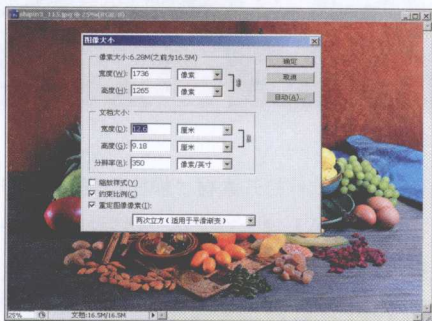 图像大小
像素大小:6.28M(之前为16.5M)
宽度(W): 1736 像素
高度(H): 1265 像素
文档大小:
宽度(D): 12.6 厘米
高度(G): 9.18 厘米
分辨率(R): 350 像素/英寸
缩放样式(Y)
约束比例(C)
重定图像像素(I):
两次立方(适用于平滑渐变)
确定
取消
自动(A)...
25% 文档:16.5M/16.5M